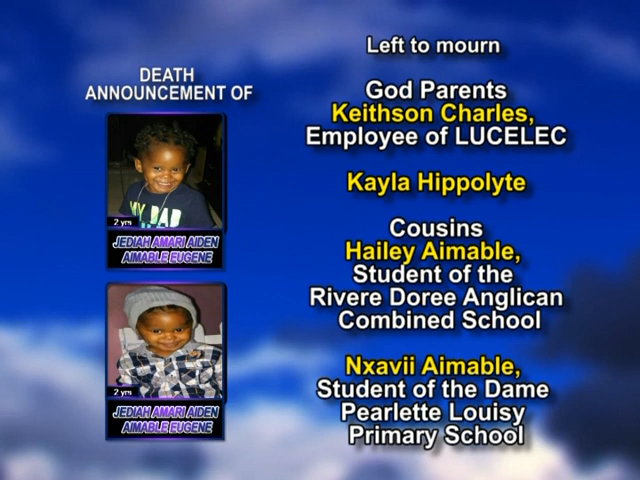 DEATH
ANNOUNCEMENT OF
MY DAD
2 yrs
JEDIAH AMARI AIDEN
AIMABLE EUGENE
2 yrs
JEDIAH AMARI AIDEN
AIMABLE EUGENE
Left to mourn
God Parents
Keithson Charles,
Employee of LUCELEC
Kayla Hippolyte
Cousins
Hailey Aimable,
Student of the
Rivere Doree Anglican
Combined School
Nxavii Aimable,
Student of the Dame
Pearlette Louisy
Primary School